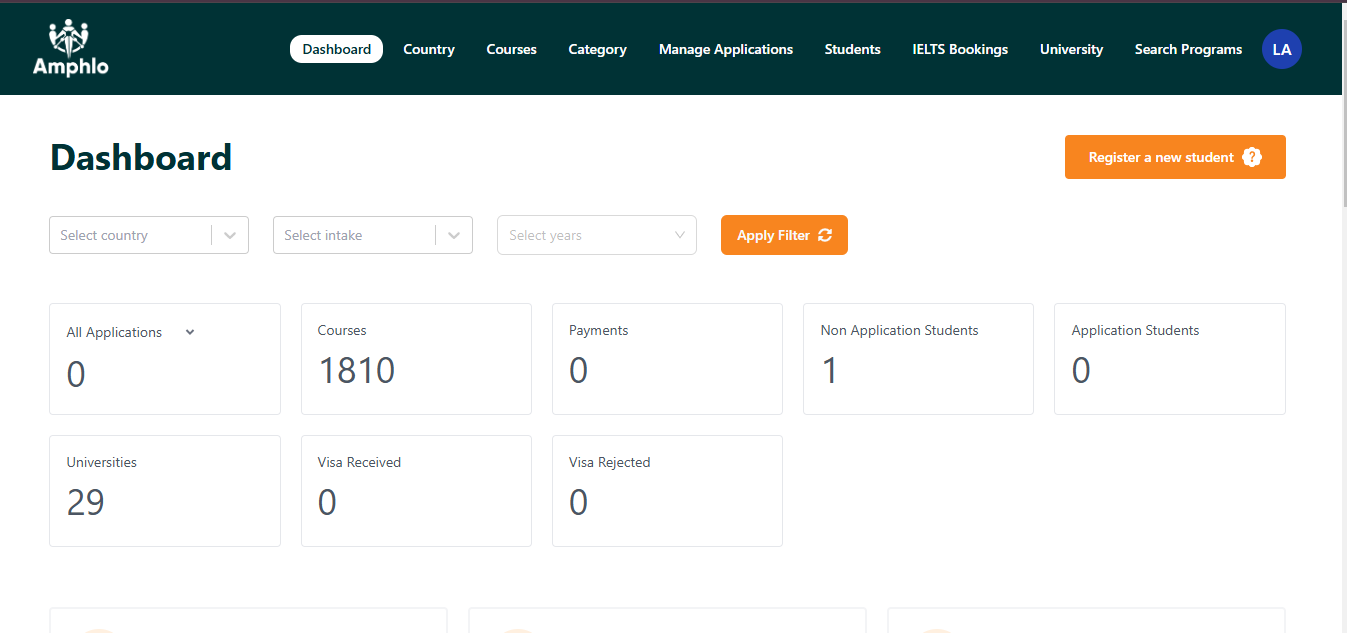 Amphlo
Dashboard Country Courses Category Manage Applications Students IELTS Bookings University Search Programs LA
Dashboard
Register a new student ?
Select country
Select intake
Select years
Apply Filter
All Applications
0
Courses
1810
Payments
0
Non Application Students
1
Application Students
0
Universities
29
Visa Received
0
Visa Rejected
0